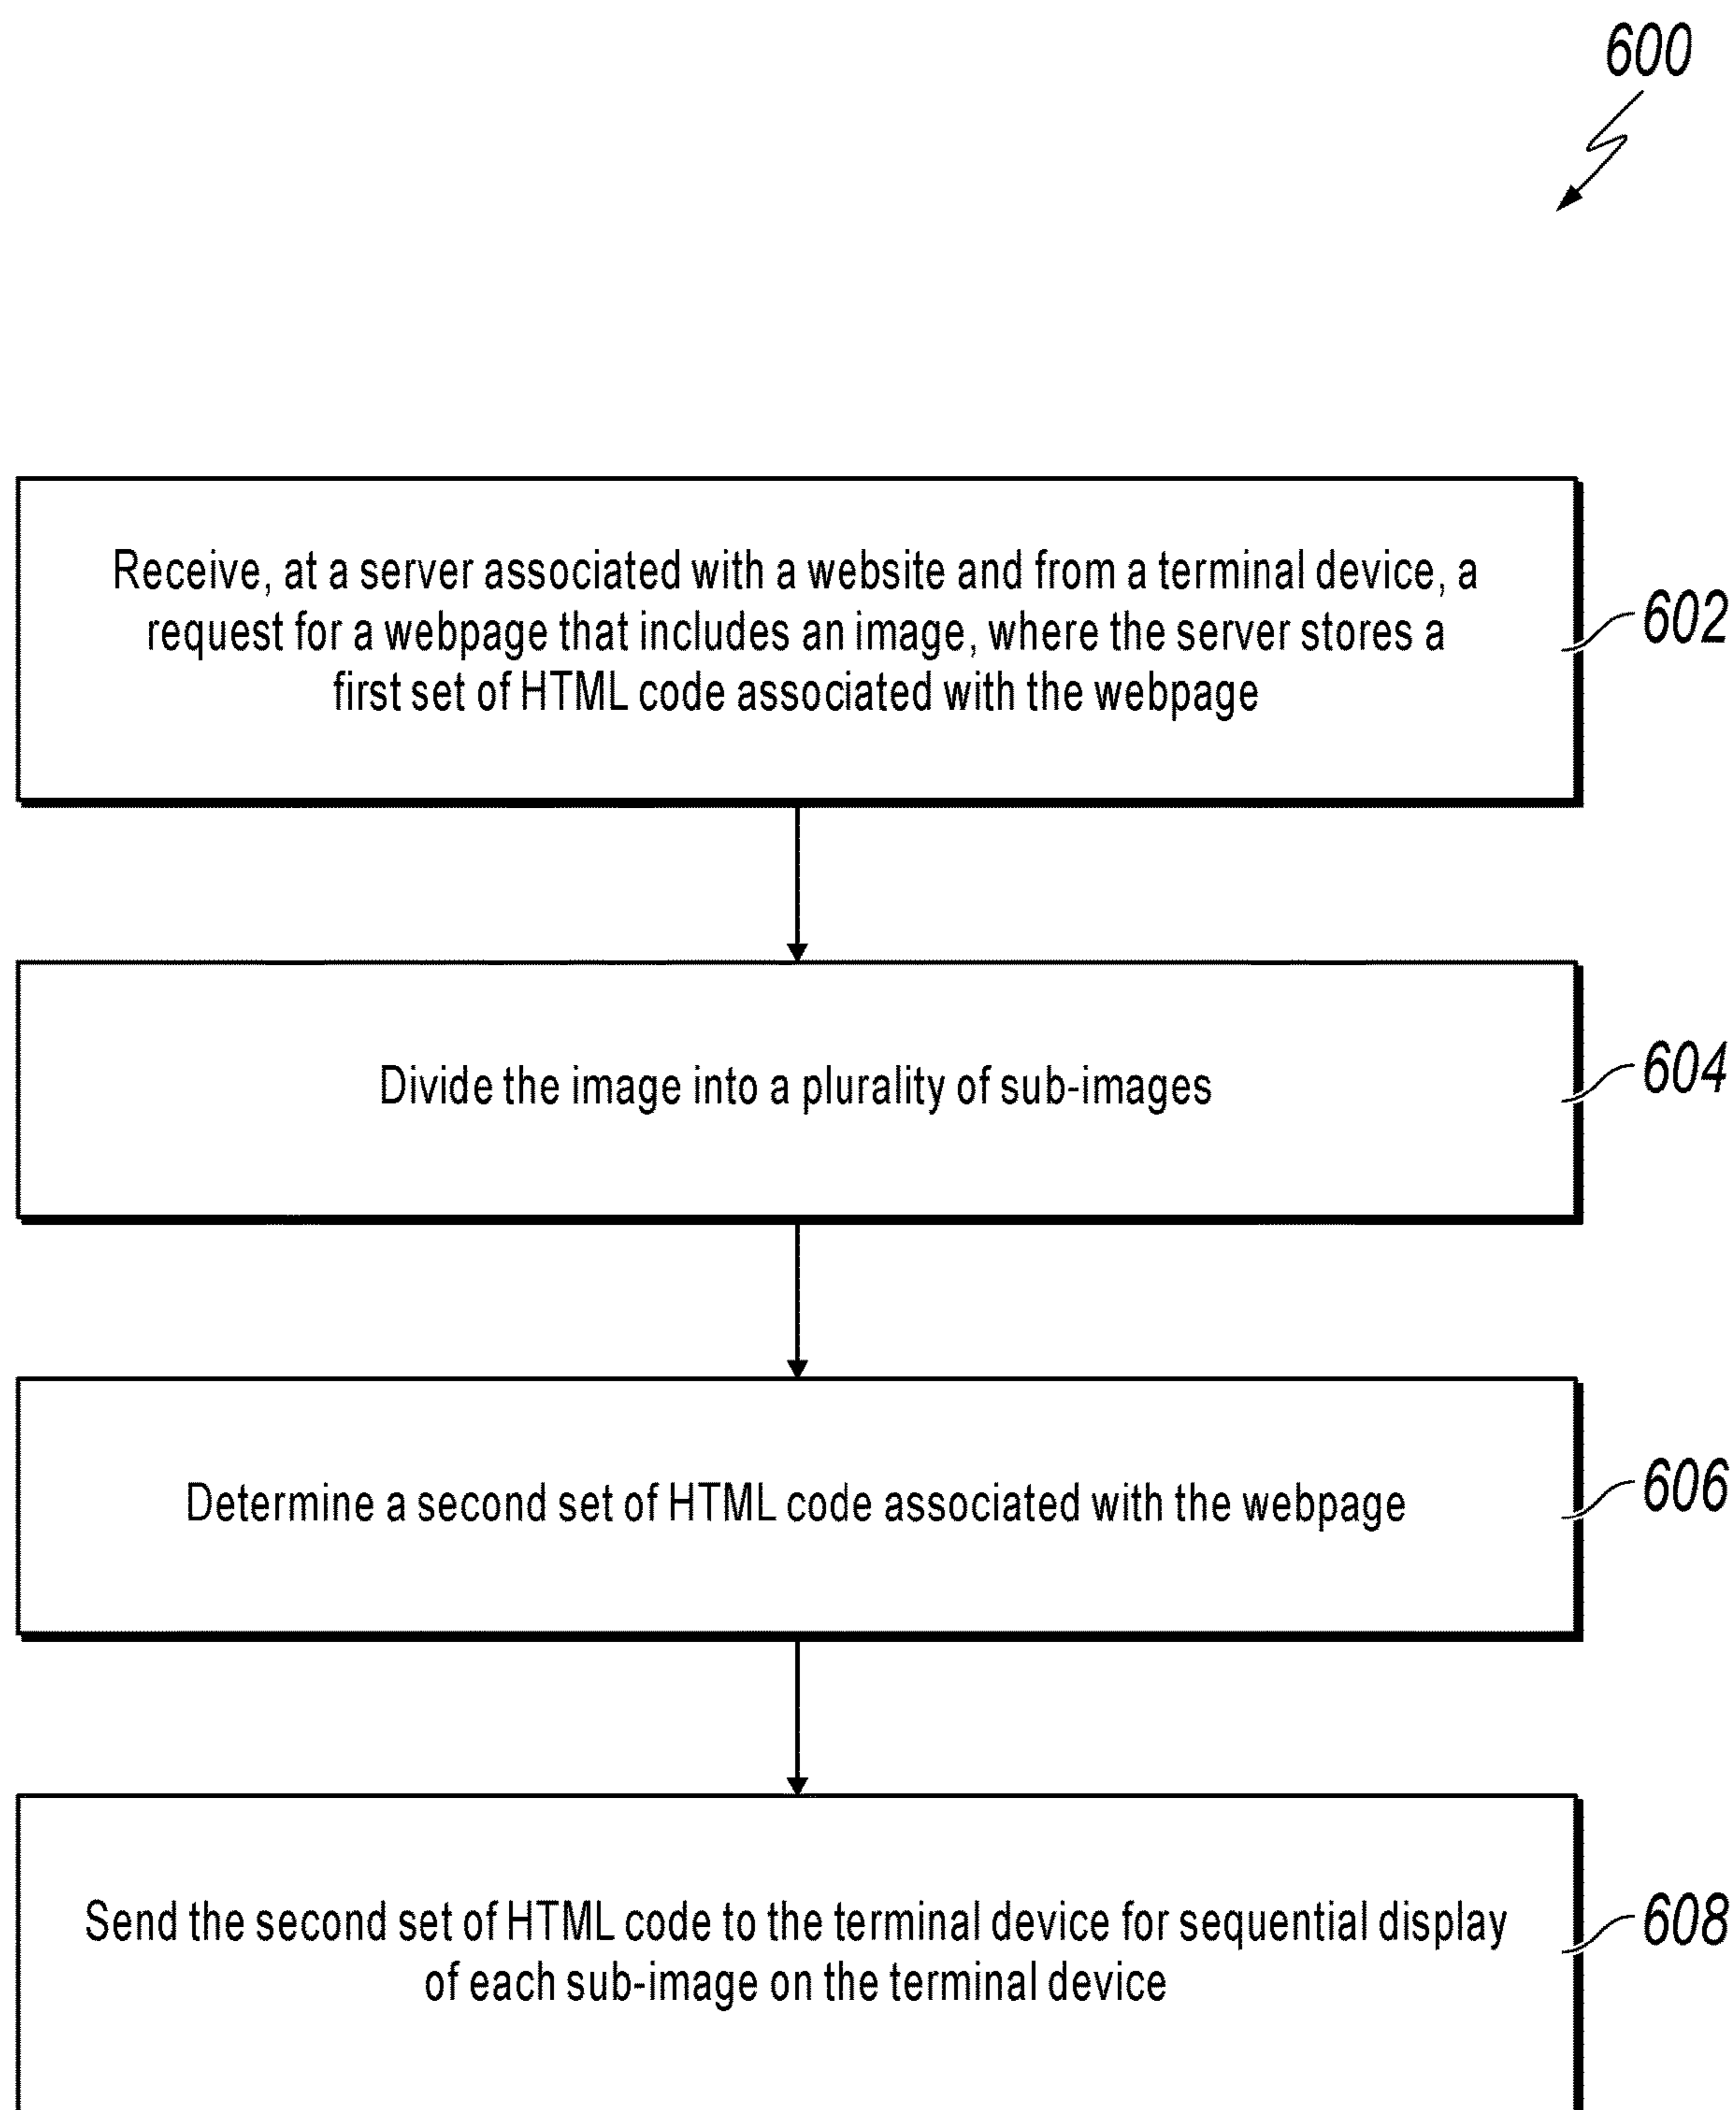 600
Receive, at a server associated with a website and from a terminal device, a
request for a webpage that includes an image, where the server stores a
first set of HTML code associated with the webpage
602
Divide the image into a plurality of sub-images
604
Determine a second set of HTML code associated with the webpage
606
Send the second set of HTML code to the terminal device for sequential display
of each sub-image on the terminal device
608